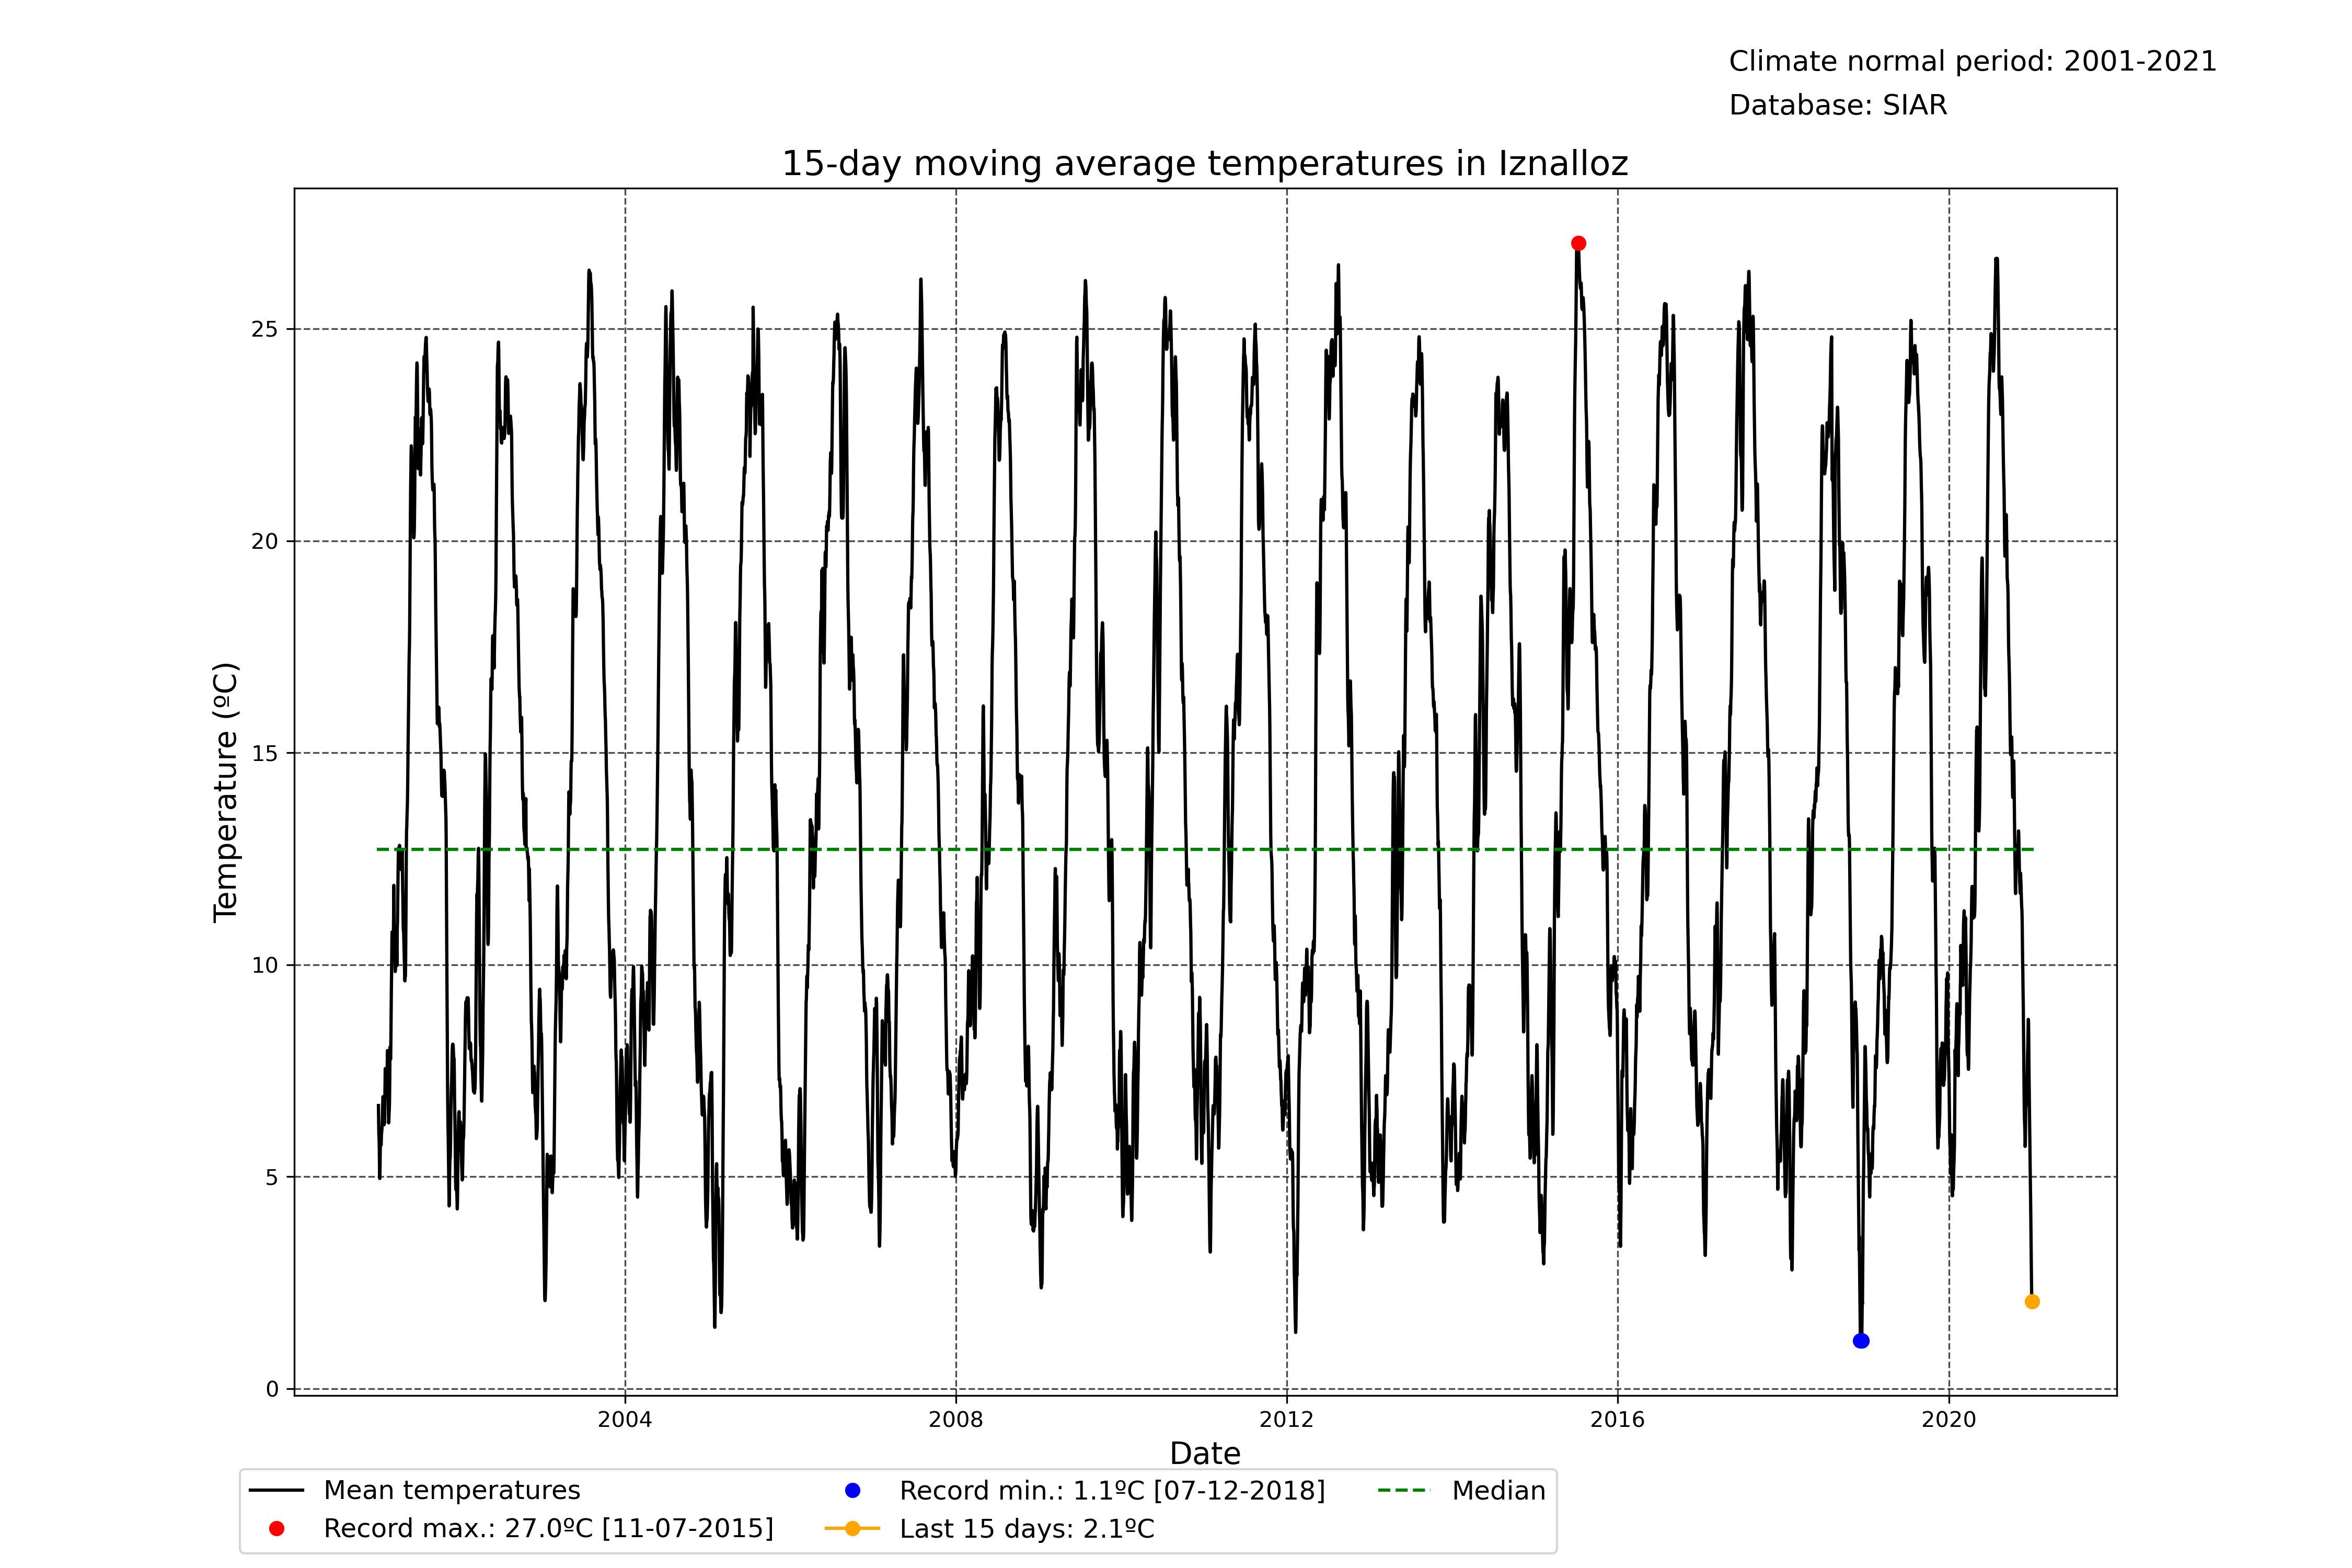 Climate normal period: 2001-2021
Database: SIAR
15-day moving average temperatures in Iznalloz
Temperature (ºC)
25
20
15
10
5
0
2004
2008
2012
2016
2020
Date
Mean temperatures
Record max.: 27.0ºC [11-07-2015]
Record min.: 1.1ºC [07-12-2018]
Last 15 days: 2.1ºC
Median